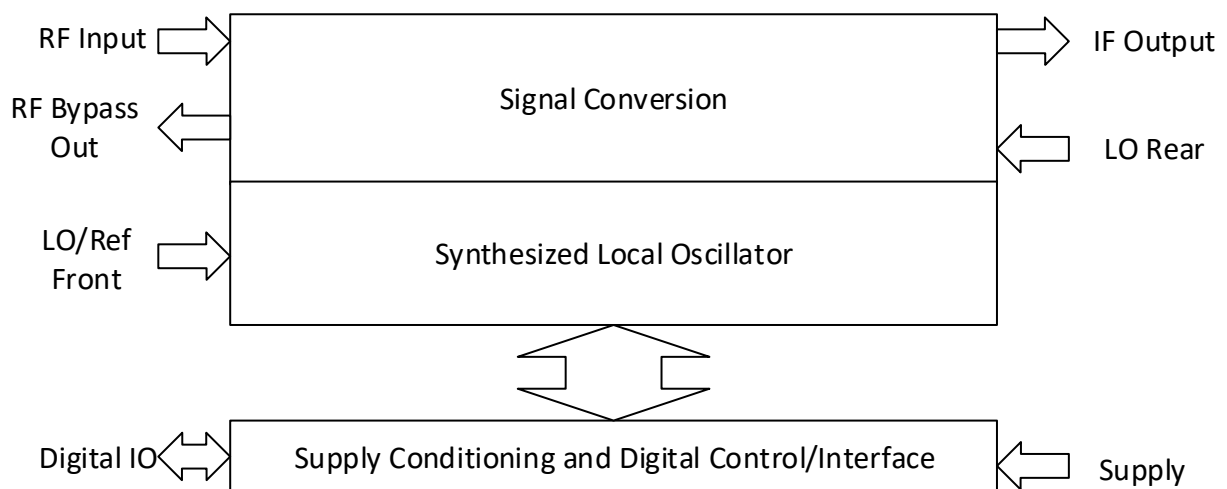 RF Input
IF Output
RF Bypass
Out
Signal Conversion
LO Rear
LO/Ref
Front
Synthesized Local Oscillator
Digital IO
Supply Conditioning and Digital Control/Interface
Supply